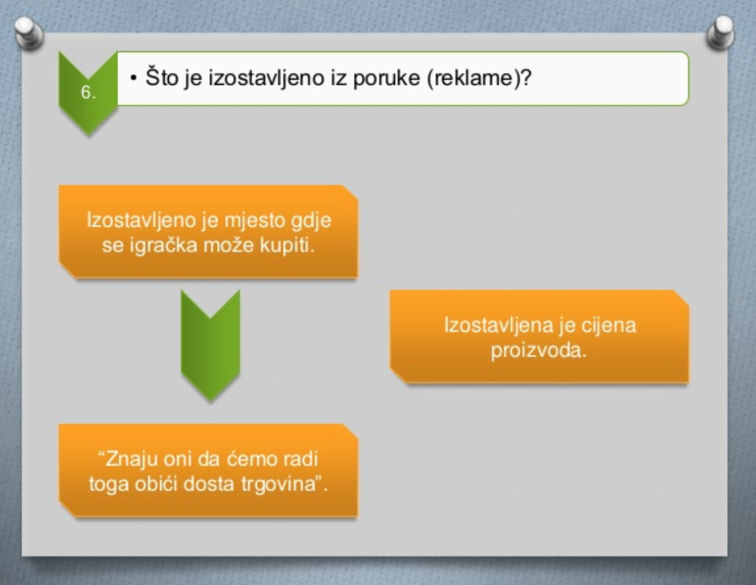 6.
• Što je izostavljeno iz poruke (reklame)?
Izostavljeno je mjesto gdje
se igračka može kupiti.
Izostavljena je cijena
proizvoda.
“Znaju oni da ćemo radi
toga obići dosta trgovina”.